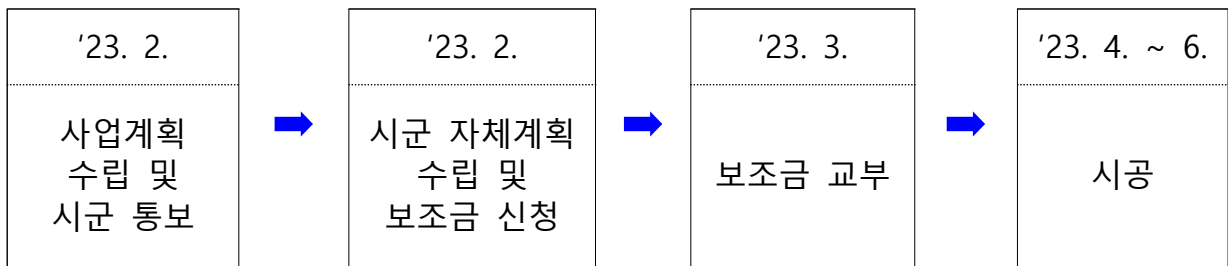 '23. 2.
사업계획
수립 및
시군 통보
'23. 2.
시군 자체계획
수립 및
보조금 신청
'23. 3.
보조금 교부
'23. 4. ~ 6.
시공